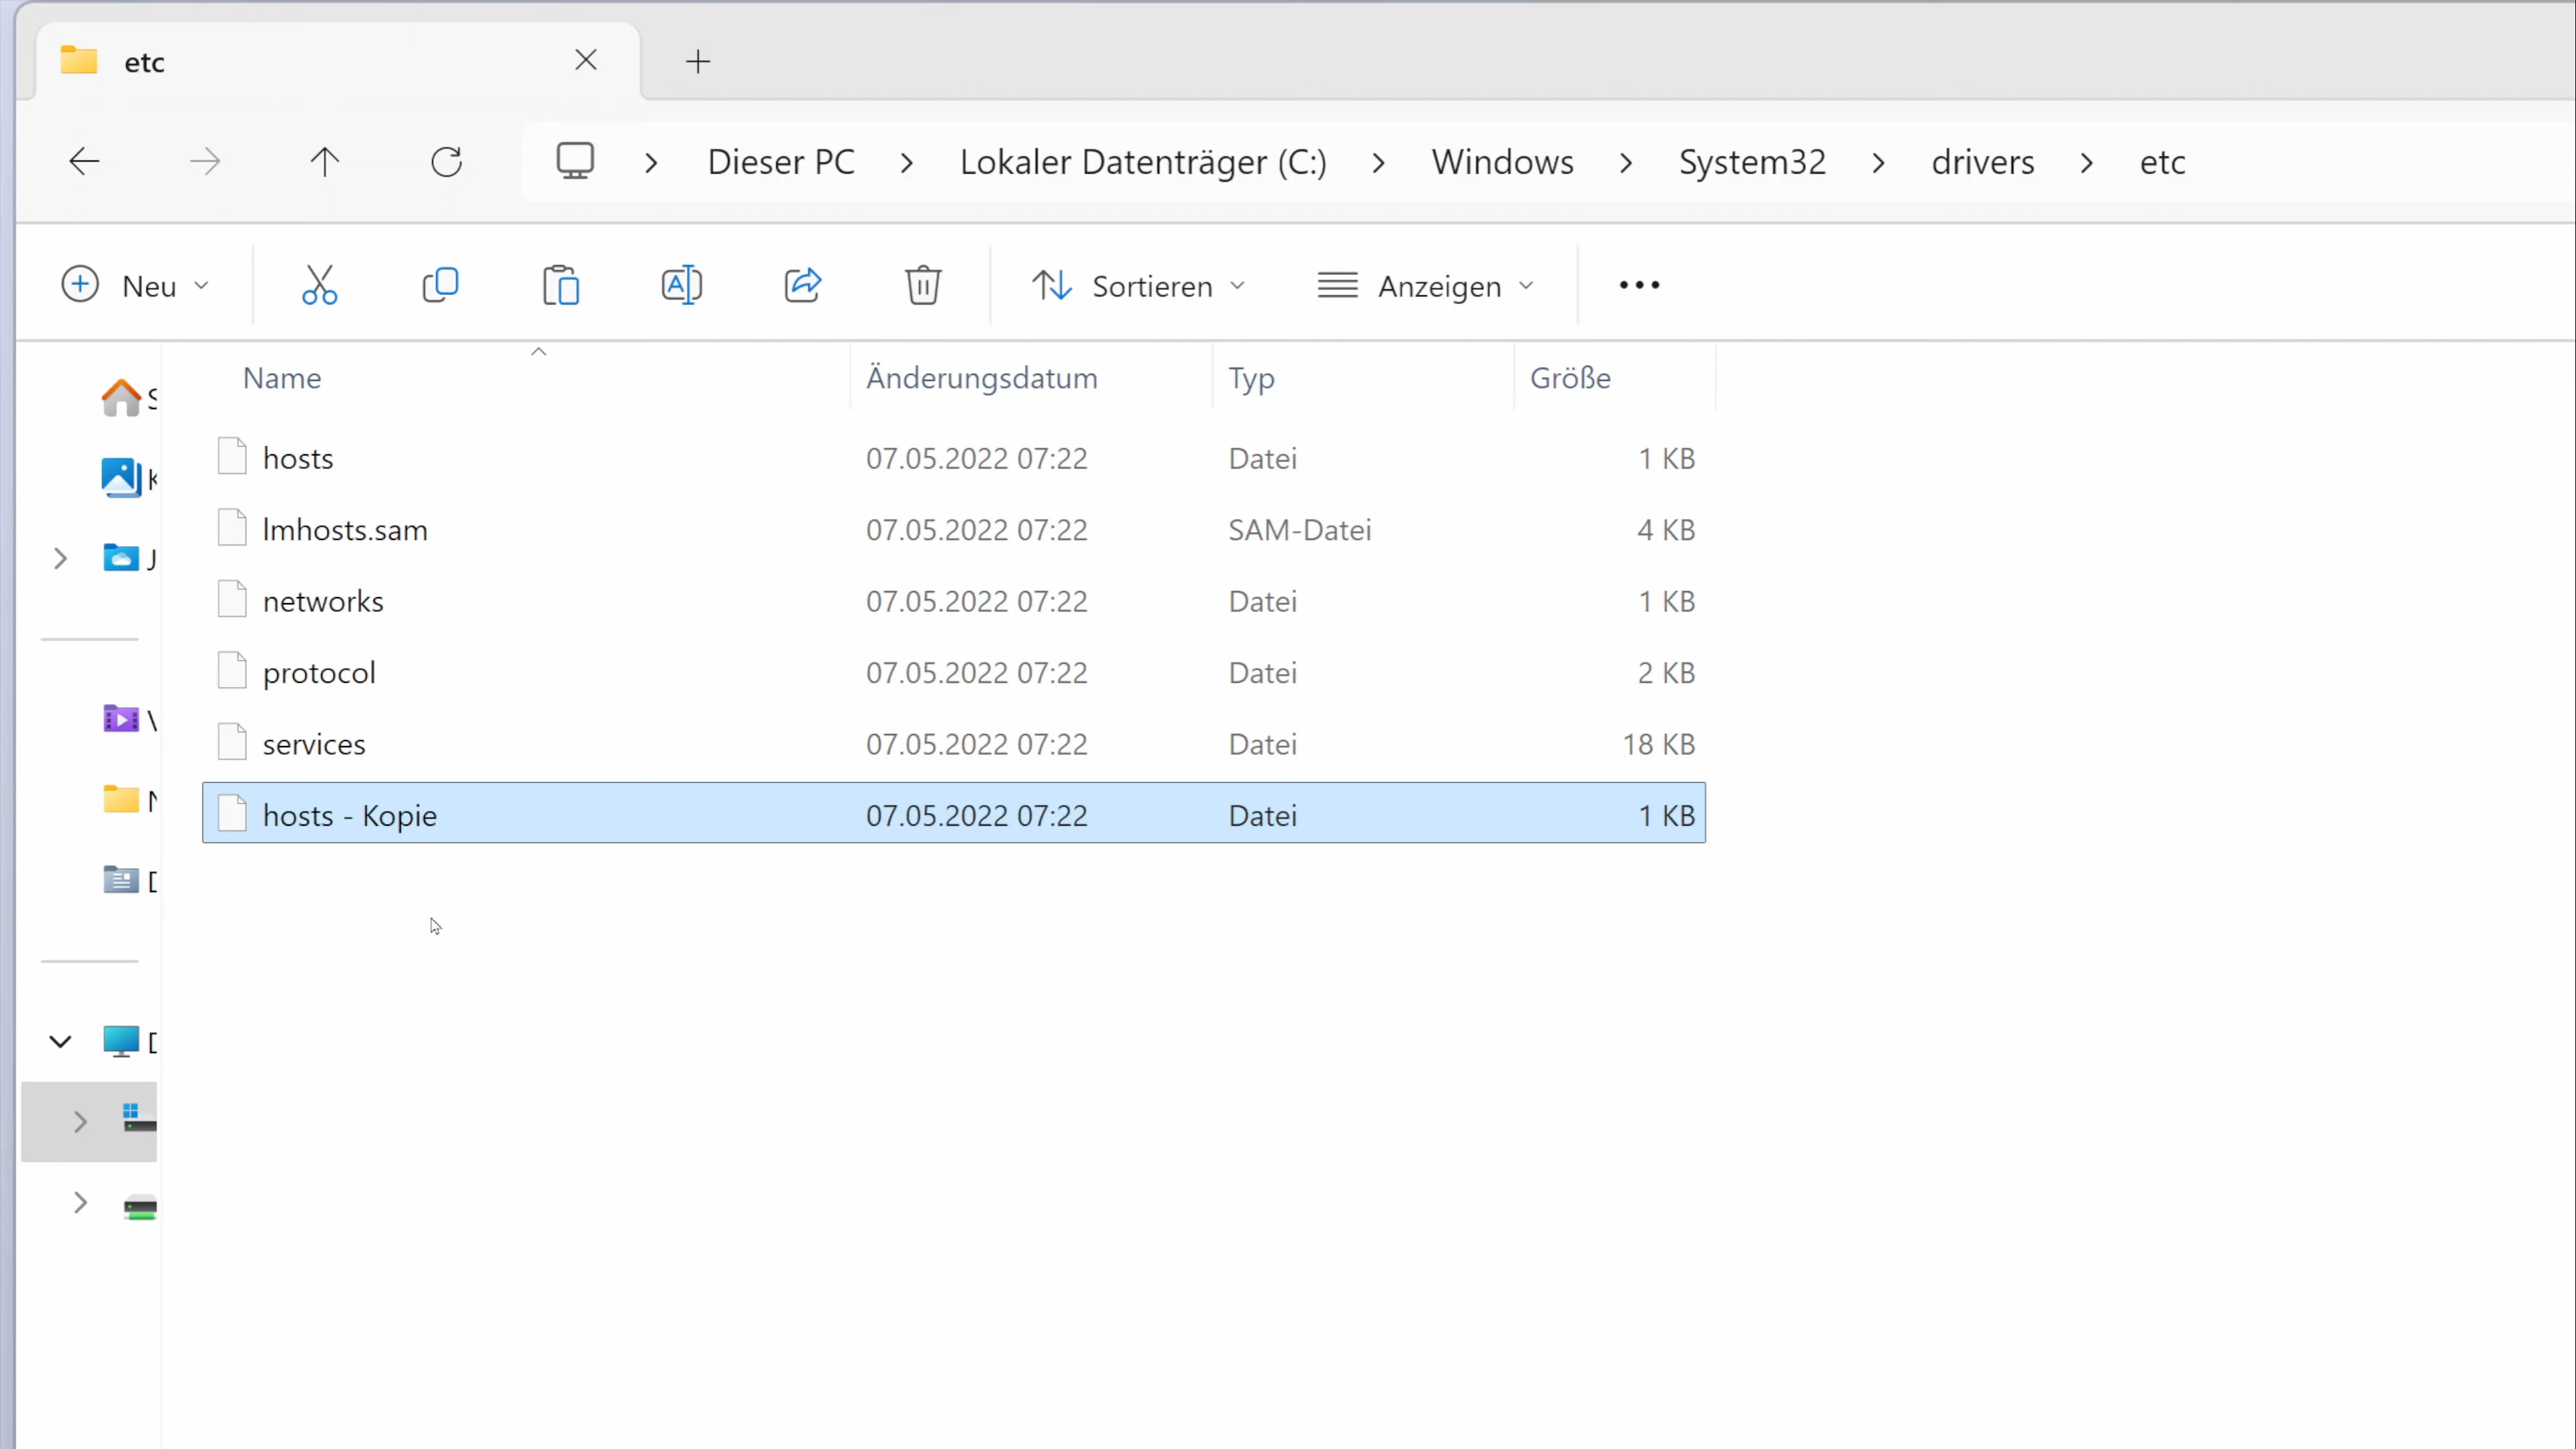 etc
Dieser PC > Lokaler Datenträger (C:) > Windows > System32 > drivers > etc
Neu Sortieren Anzeigen
Name Änderungsdatum Typ Größe
hosts 07.05.2022 07:22 Datei 1 KB
lmhosts.sam 07.05.2022 07:22 SAM-Datei 4 KB
networks 07.05.2022 07:22 Datei 1 KB
protocol 07.05.2022 07:22 Datei 2 KB
services 07.05.2022 07:22 Datei 18 KB
hosts - Kopie 07.05.2022 07:22 Datei 1 KB